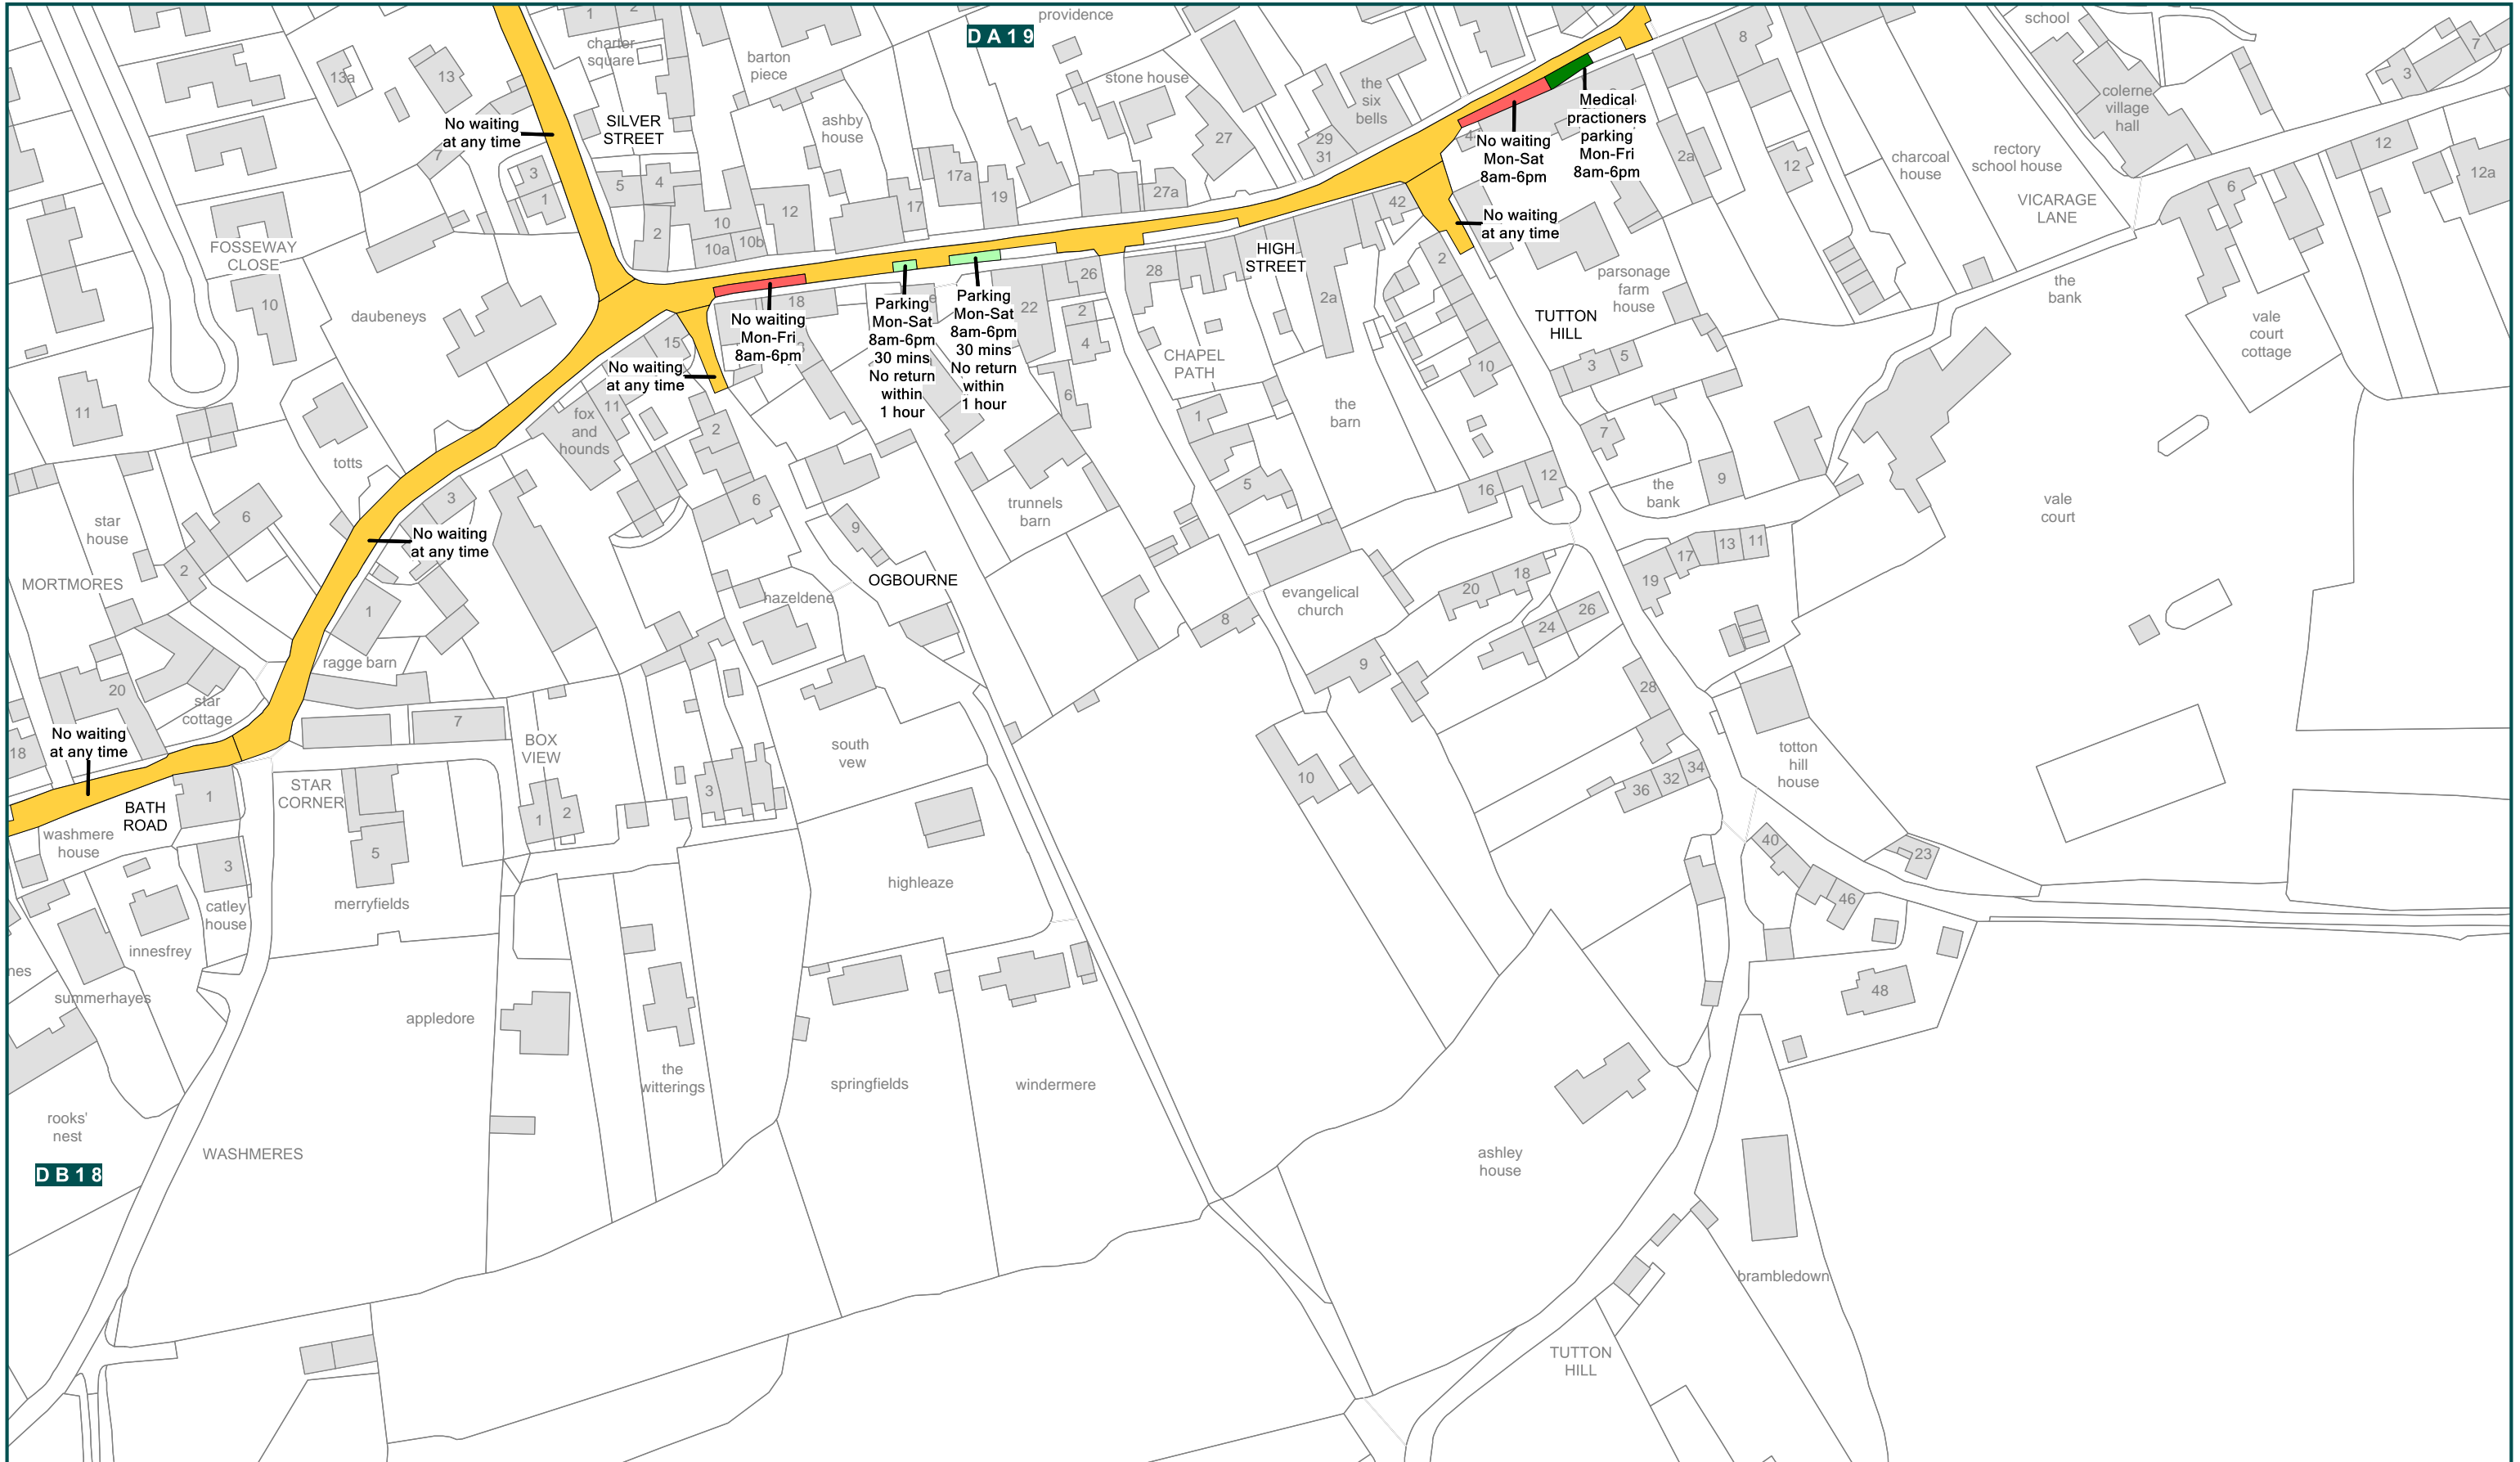 providence
DA19
school
1
2
charter
square
barton
piece
8
7
13a
13
stone house
the
six
bells
3
colerne
village
hall
No waiting
at any time
SILVER
STREET
ashby
house
27
29
31
Medical
practioners
parking
Mon-Fri
8am-6pm
No waiting
Mon-Sat
8am-6pm
2a
12
charcoal
house
rectory
school house
12
12a
7
3
1
5
4
17a
19
27a
17
42
VICARAGE
LANE
6
2
10
10a
10b
12
No waiting
at any time
FOSSEWAY
CLOSE
10
daubeneys
HIGH
STREET
28
26
2
2a
parsonage
farm
house
the
bank
18
22
2
4
Parking
Mon-Sat
8am-6pm
30 mins
No return
within
1 hour
Parking
Mon-Sat
8am-6pm
30 mins
No return
within
1 hour
No waiting
Mon-Fri
8am-6pm
15
No waiting
at any time
TUTTON
HILL
vale
court
cottage
CHAPEL
PATH
3
5
10
11
11
fox
and
hounds
2
6
1
the
barn
7
totts
3
6
5
16
12
the
bank
9
vale
court
star
house
6
trunnels
barn
9
No waiting
at any time
2
MORTMORES
OGBOURNE
hazeldene
evangelical
church
20
18
17
13
11
19
26
24
8
1
ragge barn
9
28
20
star
cottage
7
BOX
VIEW
south
vew
No waiting
at any time
18
totton
hill
house
10
34
32
36
1
BATH
ROAD
STAR
CORNER
3
1
2
washmere
house
5
3
40
23
highleaze
46
catley
house
merryfields
innesfrey
nes
summerhayes
appledore
48
the
witterings
springfields
windermere
rooks'
nest
WASHMERES
ashley
house
DB18
brambledown
TUTTON
HILL